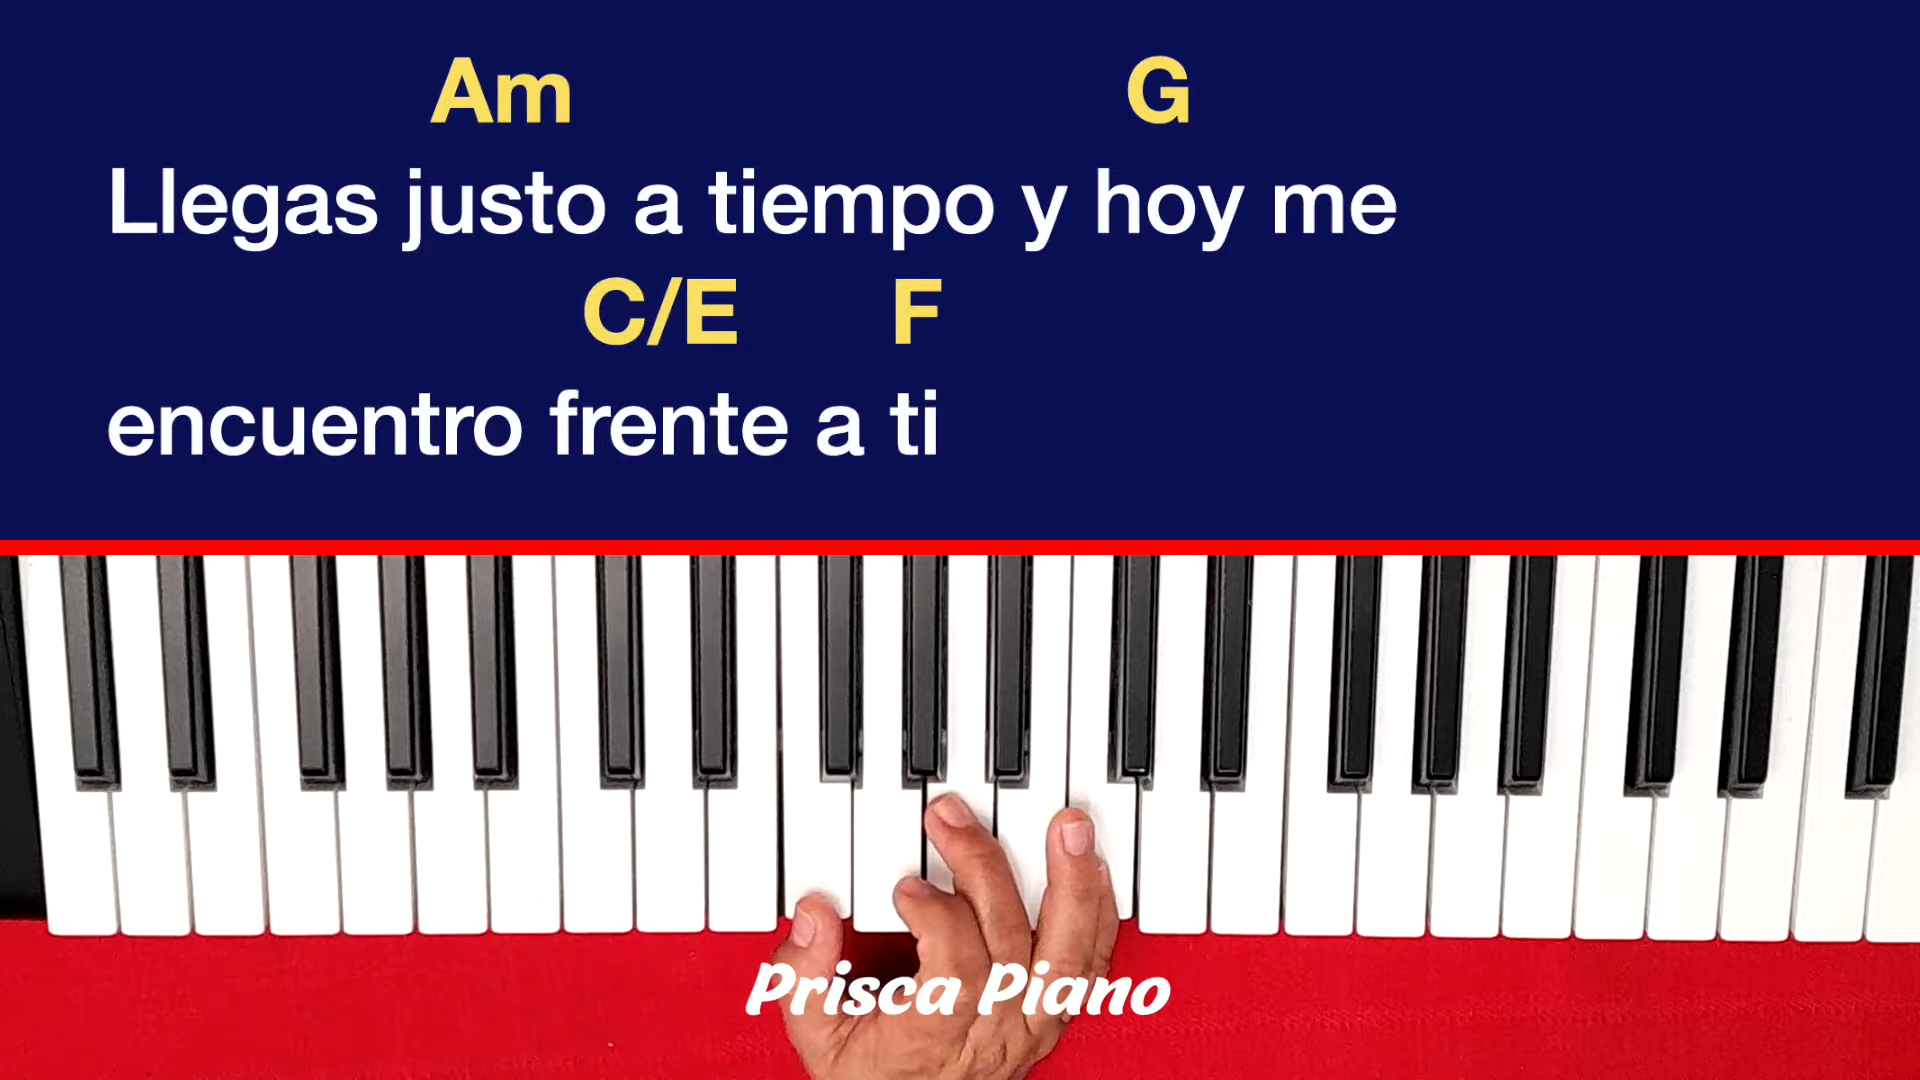 Am G
Llegas justo a tiempo y hoy me
C/E F
encuentro frente a ti
Prisca Piano